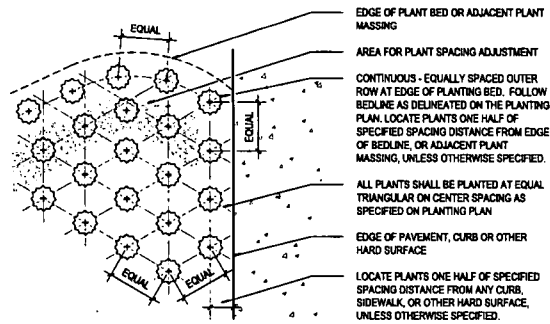 EQUAL
EDGE OF PLANT BED OR ADJACENT PLANT
MASSING
AREA FOR PLANT SPACING ADJUSTMENT
CONTINUOUS - EQUALLY SPACED OUTER
ROW AT EDGE OF PLANTING BED. FOLLOW
BEDLINE AS DELINEATED ON THE PLANTING
PLAN. LOCATE PLANTS ONE HALF OF
SPECIFIED SPACING DISTANCE FROM EDGE
OF BEDLINE, OR ADJACENT PLANT
MASSING, UNLESS OTHERWISE SPECIFIED.
EQUAL
ALL PLANTS SHALL BE PLANTED AT EQUAL
TRIANGULAR ON CENTER SPACING AS
SPECIFIED ON PLANTING PLAN
EDGE OF PAVEMENT, CURB OR OTHER
HARD SURFACE
EQUAL
EQUAL
LOCATE PLANTS ONE HALF OF SPECIFIED
SPACING DISTANCE FROM ANY CURB,
SIDEWALK, OR OTHER HARD SURFACE,
UNLESS OTHERWISE SPECIFIED.